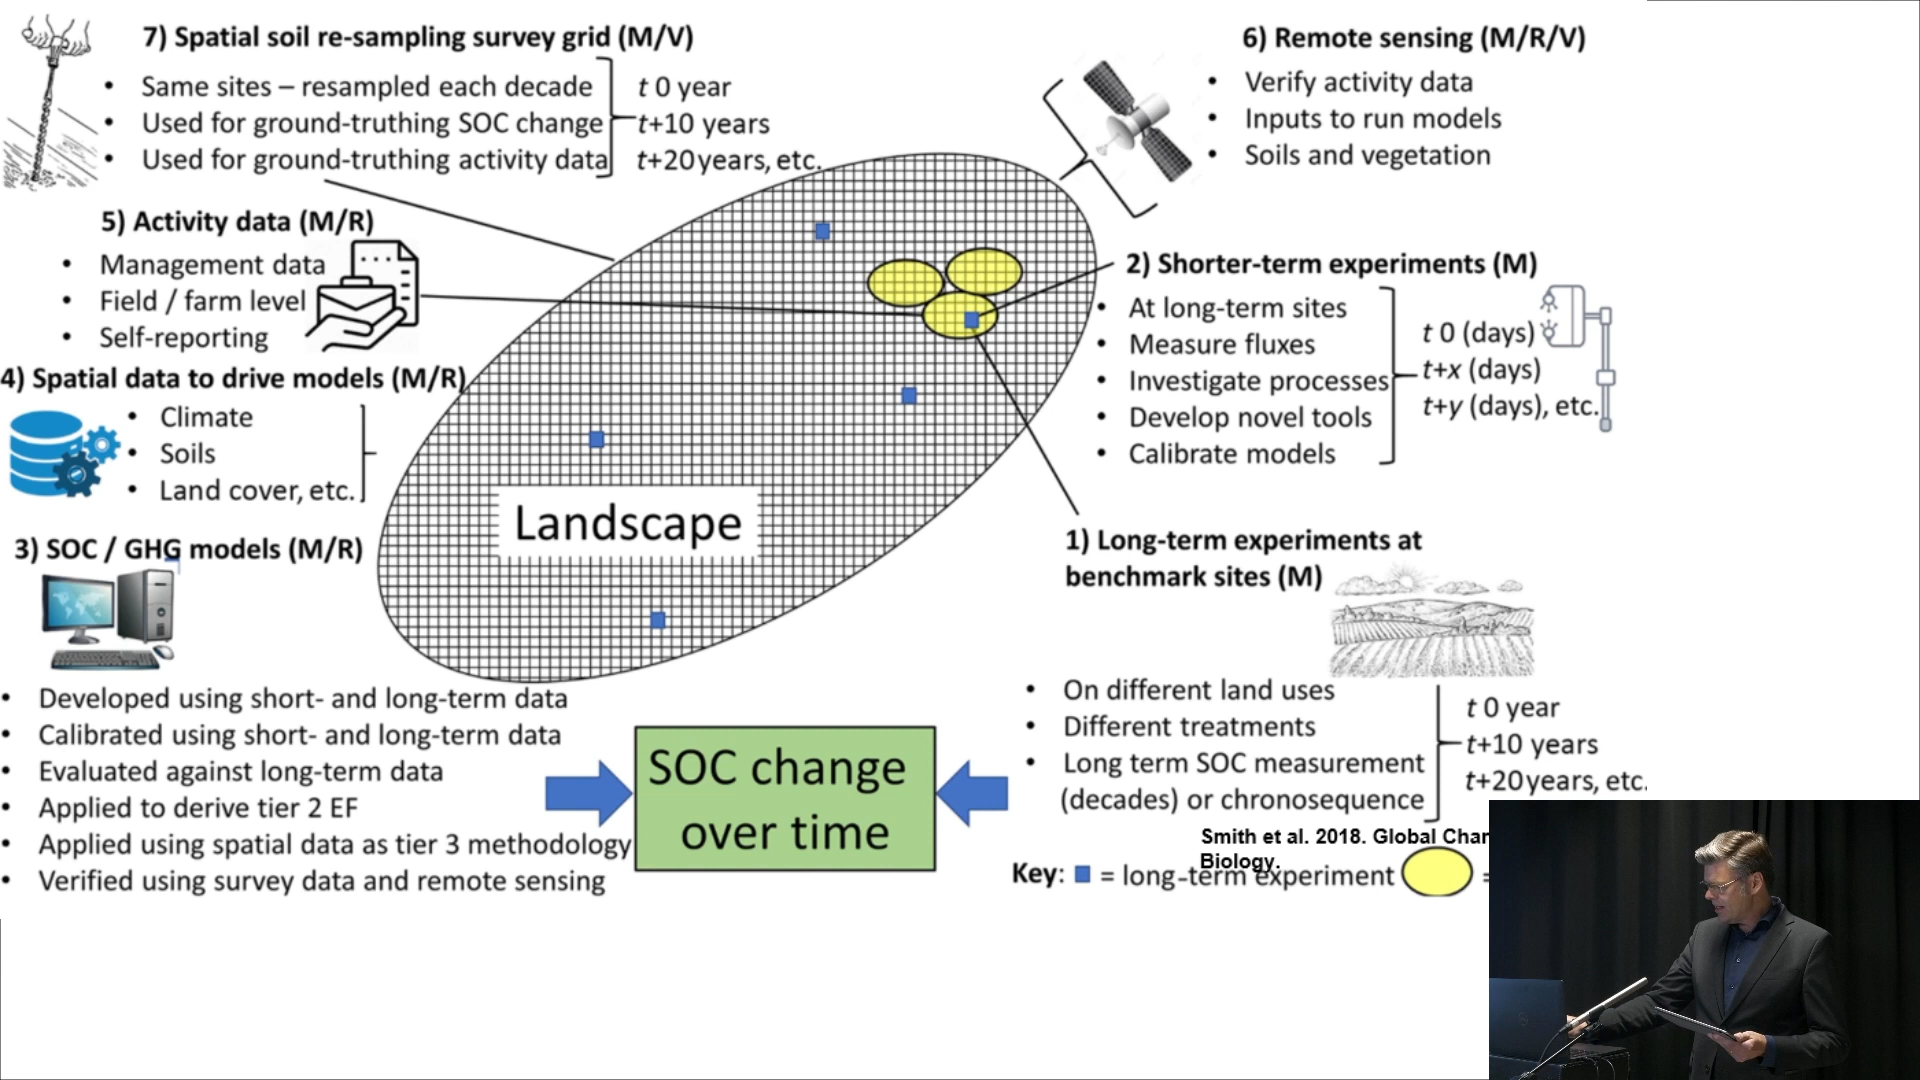 7) Spatial soil re-sampling survey grid (M/V)
• Same sites – resampled each decade
• Used for ground-truthing SOC change
• Used for ground-truthing activity data
t 0 year
t+10 years
t+20 years, etc.
6) Remote sensing (M/R/V)
• Verify activity data
• Inputs to run models
• Soils and vegetation
5) Activity data (M/R)
• Management data
• Field / farm level
• Self-reporting
2) Shorter-term experiments (M)
• At long-term sites
• Measure fluxes
• Investigate processes
• Develop novel tools
• Calibrate models
t 0 (days)
t+x (days)
t+y (days), etc.
4) Spatial data to drive models (M/R)
• Climate
• Soils
• Land cover, etc.
Landscape
3) SOC / GHG models (M/R)
• Developed using short- and long-term data
• Calibrated using short- and long-term data
• Evaluated against long-term data
• Applied to derive tier 2 EF
• Applied using spatial data as tier 3 methodology
• Verified using survey data and remote sensing
SOC change
over time
1) Long-term experiments at
benchmark sites (M)
• On different land uses
• Different treatments
• Long term SOC measurement
(decades) or chronosequence
t 0 year
t+10 years
t+20 years, etc.
Smith et al. 2018. Global Chan
Biology.
Key: = long-term experiment =